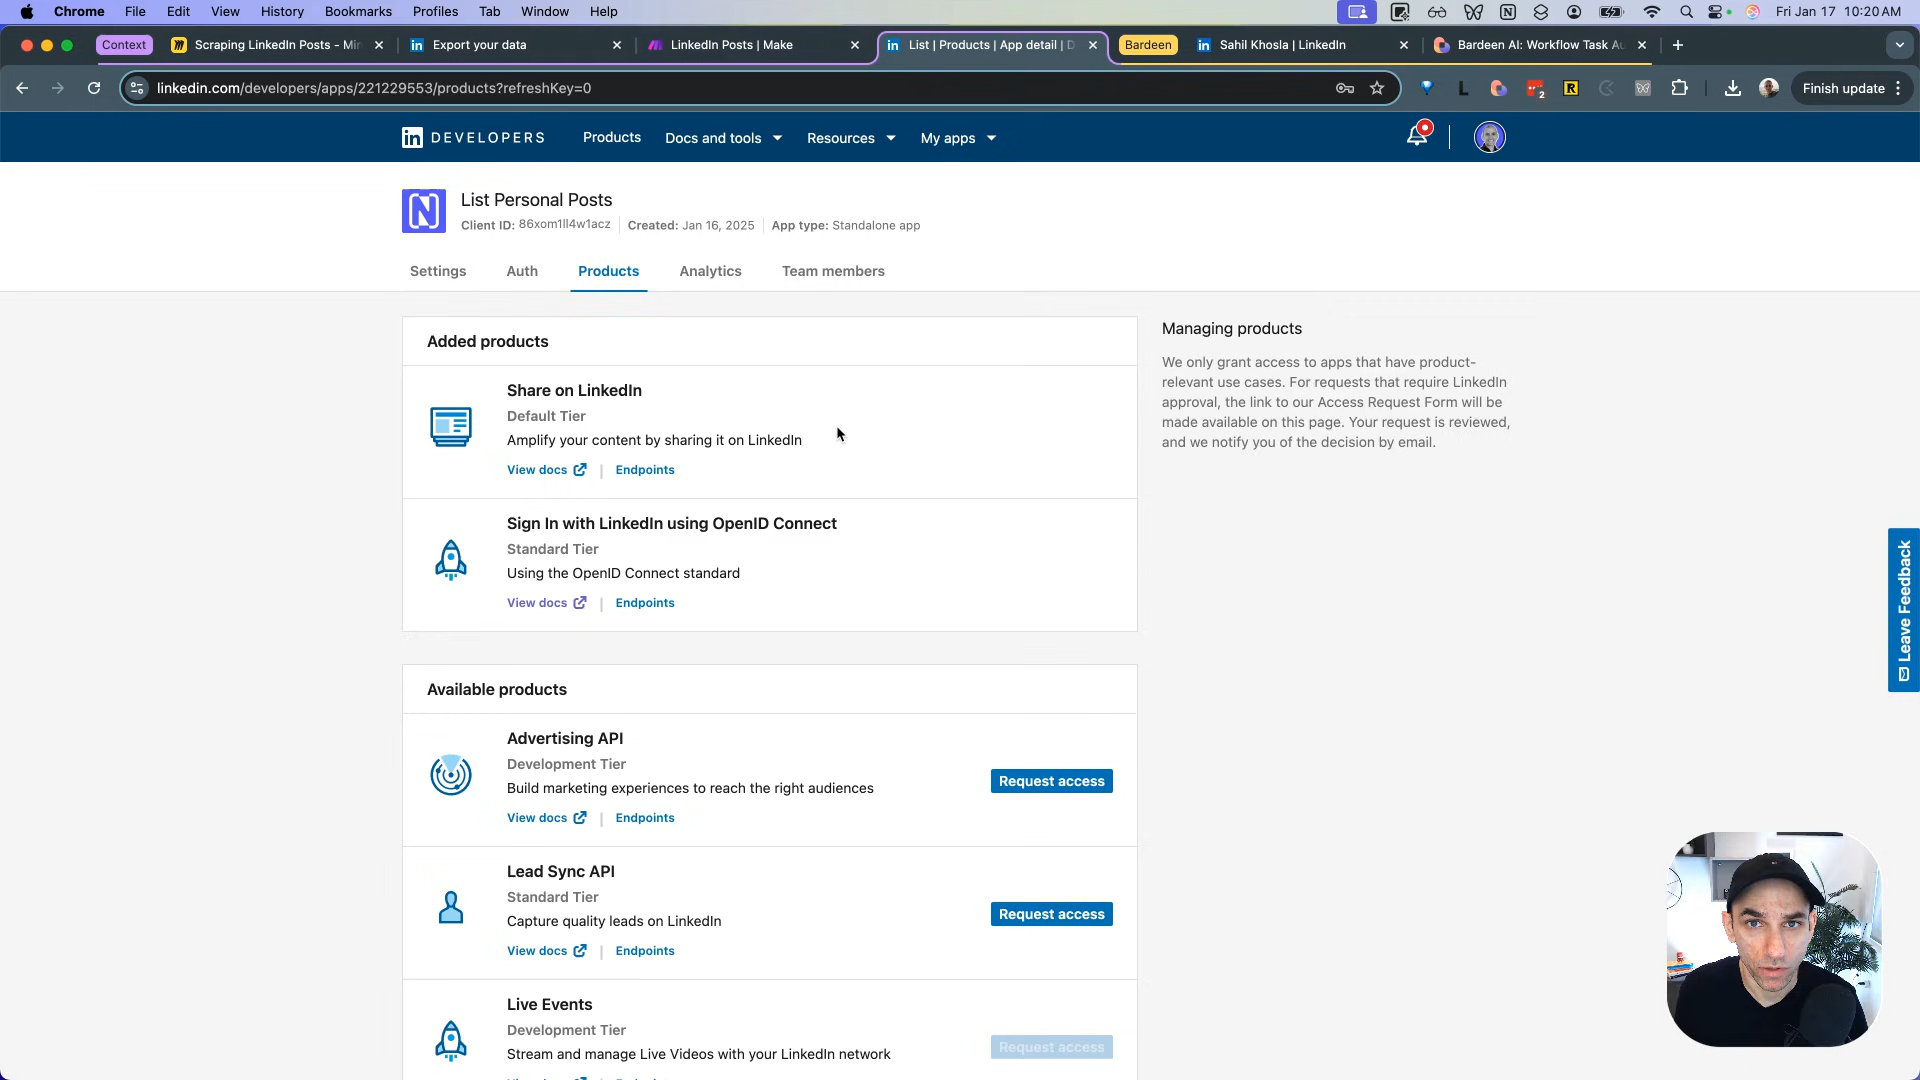 Chrome File Edit View History Bookmarks Profiles Tab Window Help Fri Jan 17 10:20 AM
Context Scraping LinkedIn Posts - Mir Export your data LinkedIn Posts | Make List | Products | App detail | D Bardeen Sahil Khosla | LinkedIn Bardeen AI: Workflow Task Au
linkedin.com/developers/apps/221229553/products?refreshKey=0 2 Finish update
in DEVELOPERS Products Docs and tools Resources My apps
List Personal Posts
Client ID: 86xom1ll4w1acz Created: Jan 16, 2025 App type: Standalone app
Settings Auth Products Analytics Team members
Added products
Share on LinkedIn
Default Tier
Amplify your content by sharing it on LinkedIn
View docs | Endpoints
Sign In with LinkedIn using OpenID Connect
Standard Tier
Using the OpenID Connect standard
View docs | Endpoints
Available products
Advertising API
Development Tier
Build marketing experiences to reach the right audiences
Request access
View docs | Endpoints
Lead Sync API
Standard Tier
Capture quality leads on LinkedIn
Request access
View docs | Endpoints
Live Events
Development Tier
Stream and manage Live Videos with your LinkedIn network
Request access
Managing products
We only grant access to apps that have product-
relevant use cases. For requests that require LinkedIn
approval, the link to our Access Request Form will be
made available on this page. Your request is reviewed,
and we notify you of the decision by email.
Leave Feedback